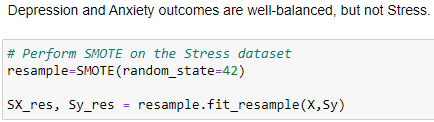 Depression and Anxiety outcomes are well-balanced, but not Stress.
# Perform SMOTE on the Stress dataset
resample=SMOTE(random_state=42)
SX_res, Sy_res = resample.fit_resample(X,Sy)